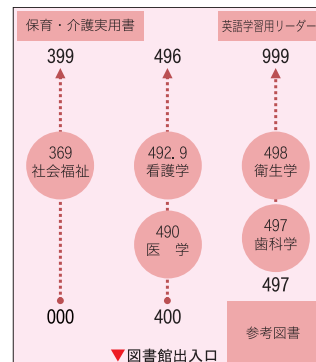 保育・介護実用書
英語学習用リーダー
399
496
999
369
社会福祉
492.9
看護学
498
衛生学
490
医 学
497
歯科学
497
000
400
参考図書
▼図書館出入口